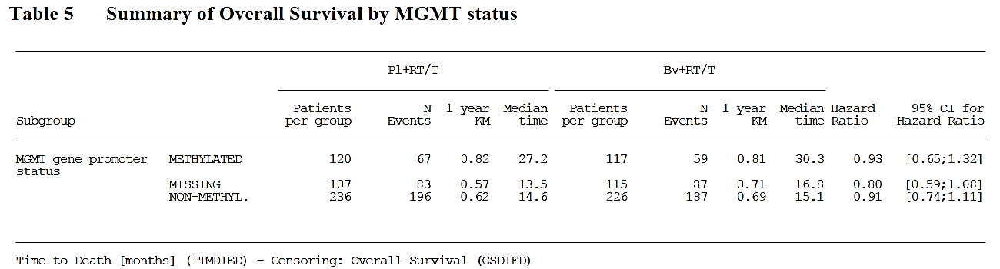 Table 5 Summary of Overall Survival by MGMT status
Pl+RT/T Bv+RT/T
Patients N 1 year Median Patients N 1 year Median Hazard 95% CI for
Subgroup per group Events KM time per group Events KM time Ratio Hazard Ratio
MGMT gene promoter METHYLATED 120 67 0.82 27.2 117 59 0.81 30.3 0.93 [0.65;1.32]
status
MISSING 107 83 0.57 13.5 115 87 0.71 16.8 0.80 [0.59;1.08]
NON-METHYL. 236 196 0.62 14.6 226 187 0.69 15.1 0.91 [0.74;1.11]
Time to Death [months] (TTMDIED) - Censoring: Overall Survival (CSDIED)